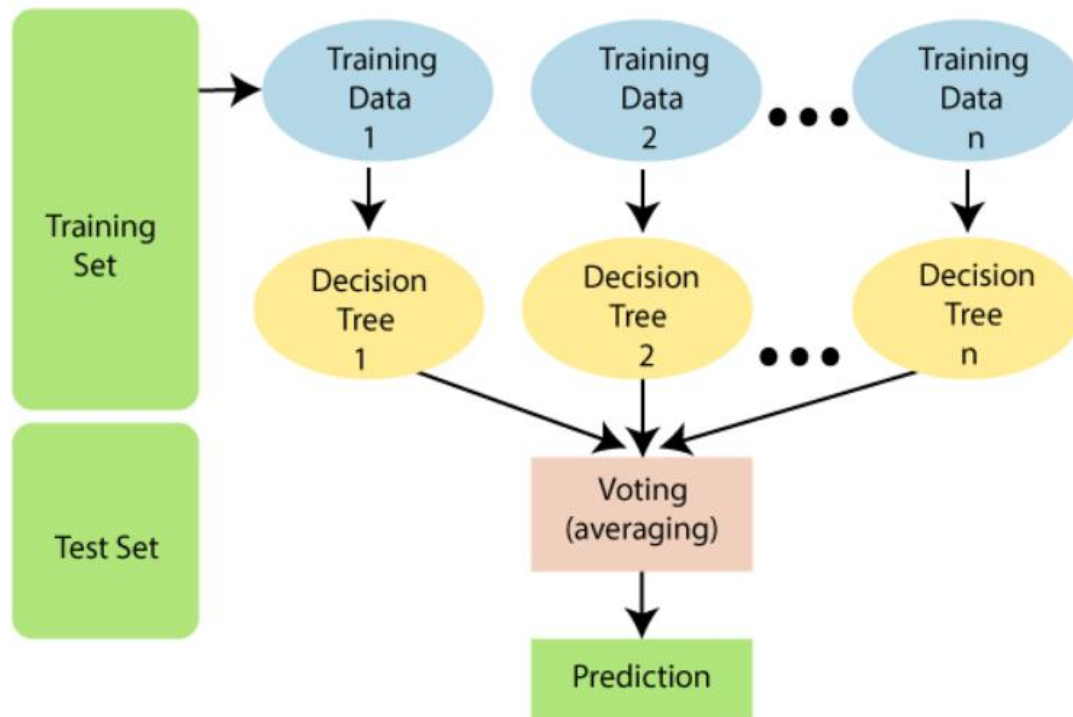 Training
Set
Training
Data
1
Training
Data
2
Training
Data
n
Decision
Tree
1
Decision
Tree
2
Decision
Tree
n
Test Set
Voting
(averaging)
Prediction